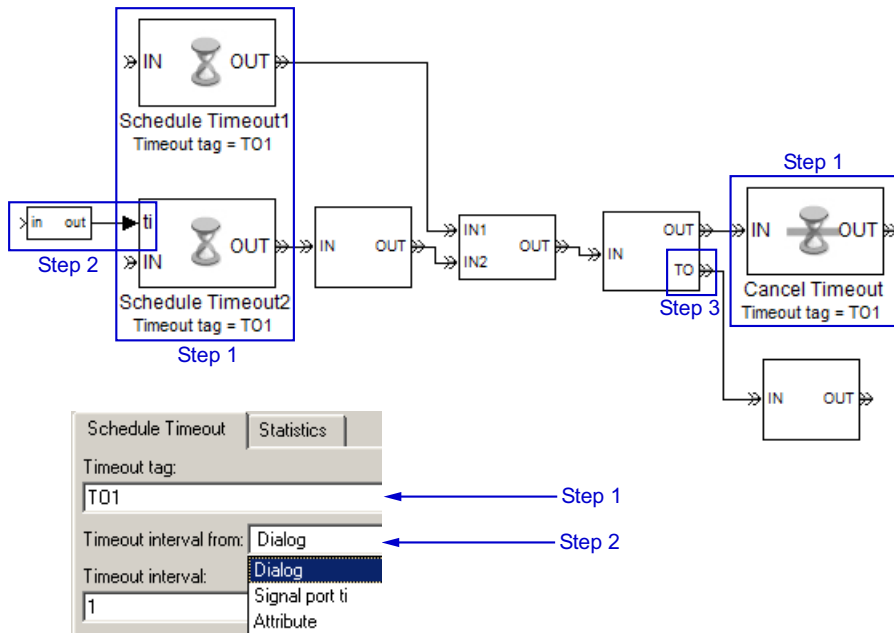 IN OUT
Schedule Timeout1
Timeout tag = TO1
Step 1
in out
ti
IN OUT
IN OUT
IN1
IN2
OUT
IN
OUT
TO
IN OUT
Step 2
Step 3
Schedule Timeout2
Timeout tag = TO1
Cancel Timeout
Timeout tag = TO1
Step 1
IN OUT
Schedule Timeout Statistics
Timeout tag:
TO1
Step 1
Timeout interval from: Dialog
Step 2
Dialog
Timeout interval:
Signal port ti
1
Attribute